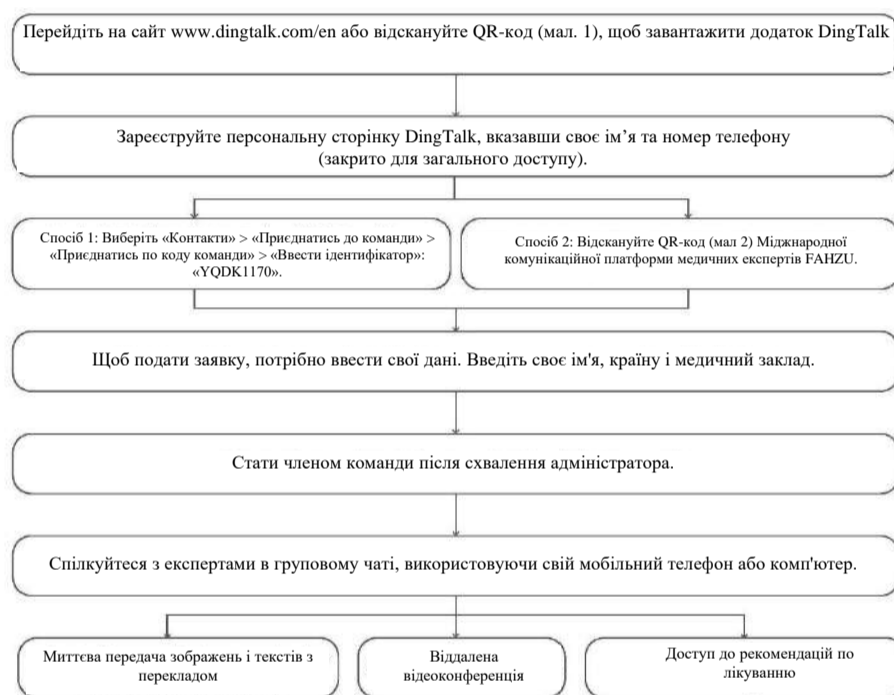 Перейдіть на сайт www.dingtalk.com/en або відскануйте QR-код (мал. 1), щоб завантажити додаток DingTalk
Зареєструйте персональну сторінку DingTalk, вказавши своє ім’я та номер телефону
(закрито для загального доступу).
Спосіб 1: Виберіть «Контакти» > «Приєднатись до команди» >
«Приєднатись по коду команди» > «Ввести ідентифікатор»:
«YQDK1170».
Спосіб 2: Відскануйте QR-код (мал 2) Міджнародної
комунікаційної платформи медичних експертів FAHZU.
Щоб подати заявку, потрібно ввести свої дані. Введіть своє ім'я, країну і медичний заклад.
Стати членом команди після схвалення адміністратора.
Спілкуйтеся з експертами в груповому чаті, використовуючи свій мобільний телефон або комп'ютер.
Миттєва передача зображень і текстів з
перекладом
Віддалена
відеоконференція
Доступ до рекомендацій по
лікуванню